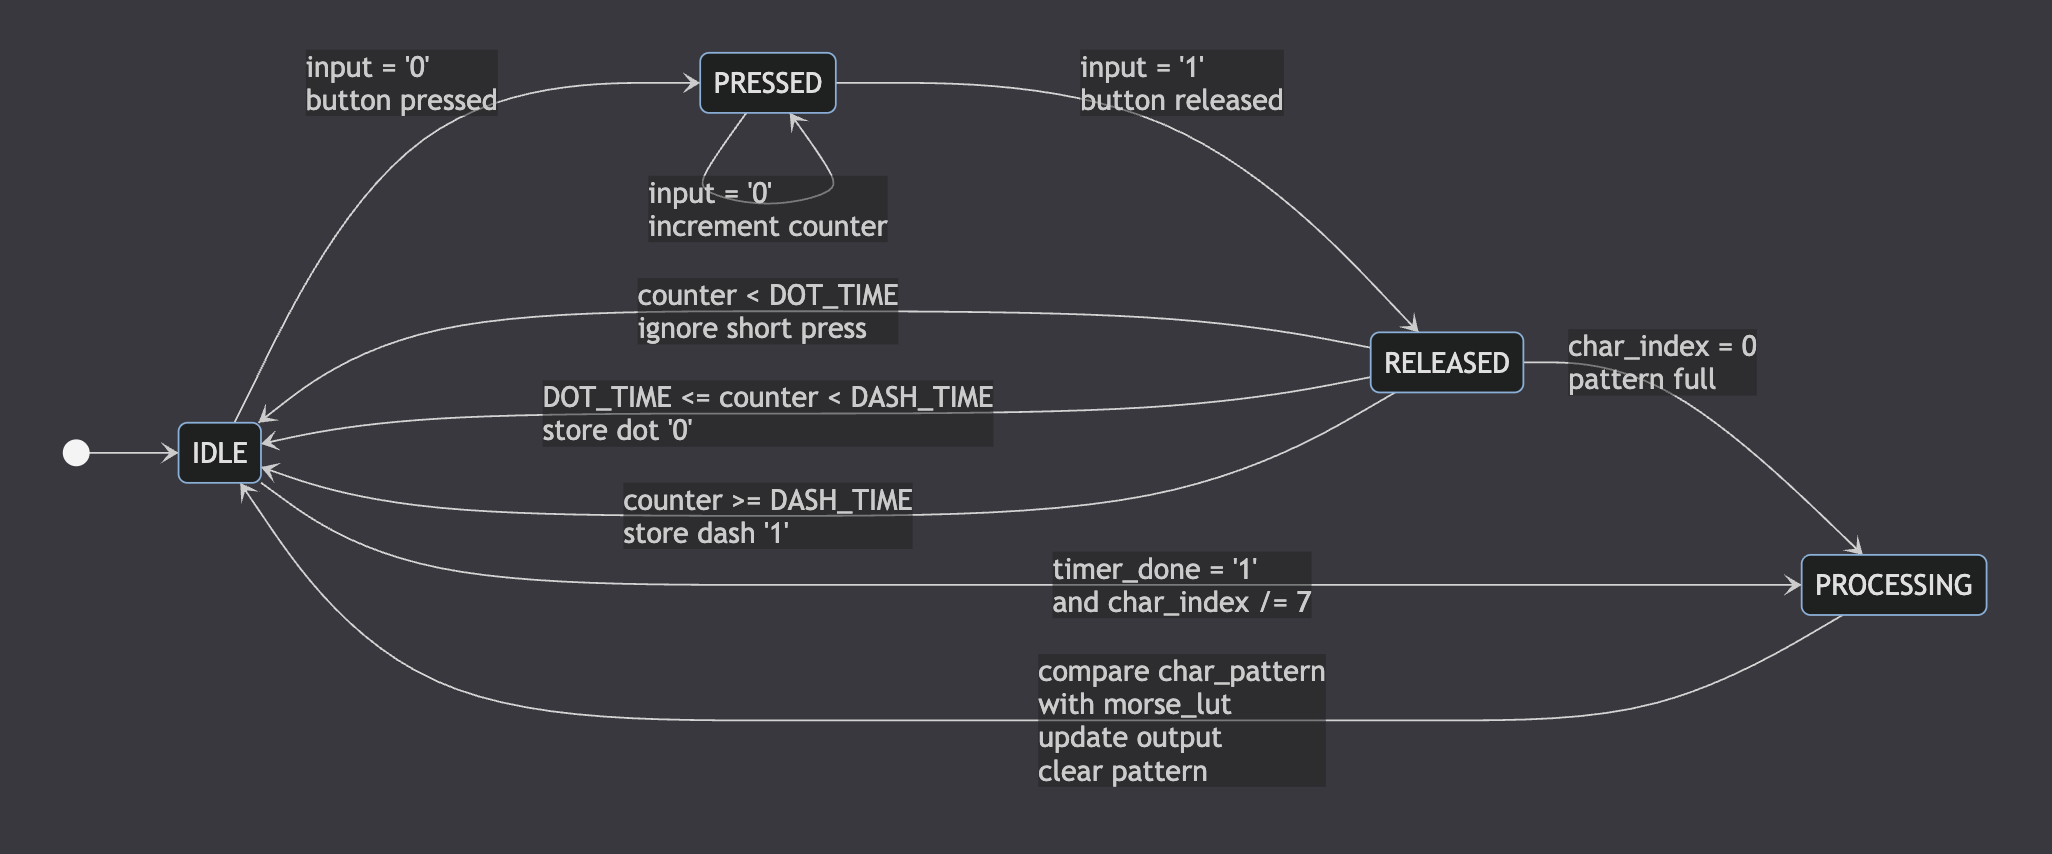 input = '0'
button pressed
PRESSED
input = '1'
button released
input = '0'
increment counter
counter < DOT_TIME
ignore short press
RELEASED
char_index = 0
pattern full
DOT_TIME <= counter < DASH_TIME
store dot '0'
IDLE
counter >= DASH_TIME
store dash '1'
timer_done = '1'
and char_index /= 7
PROCESSING
compare char_pattern
with morse_lut
update output
clear pattern